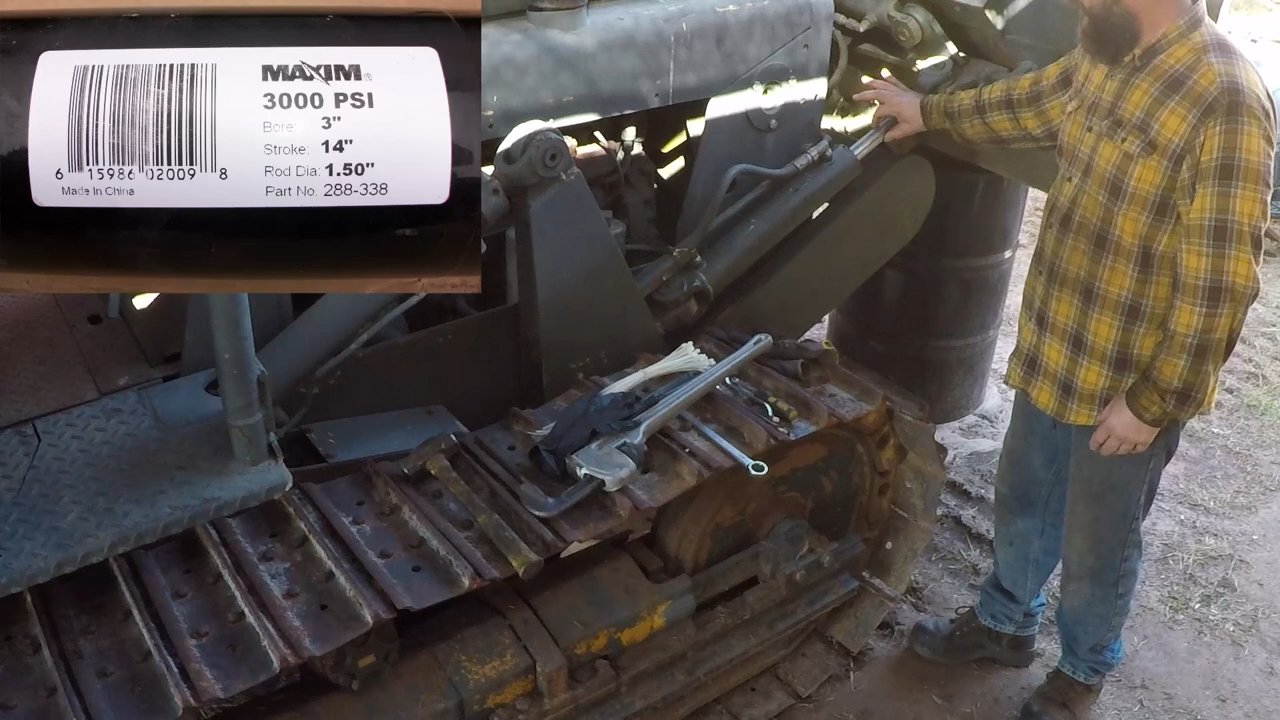 MAXIM®
3000 PSI
Bore: 3"
Stroke: 14"
Rod Dia: 1.50"
Part No. 288-338
6 15986 02009 8
Made In China